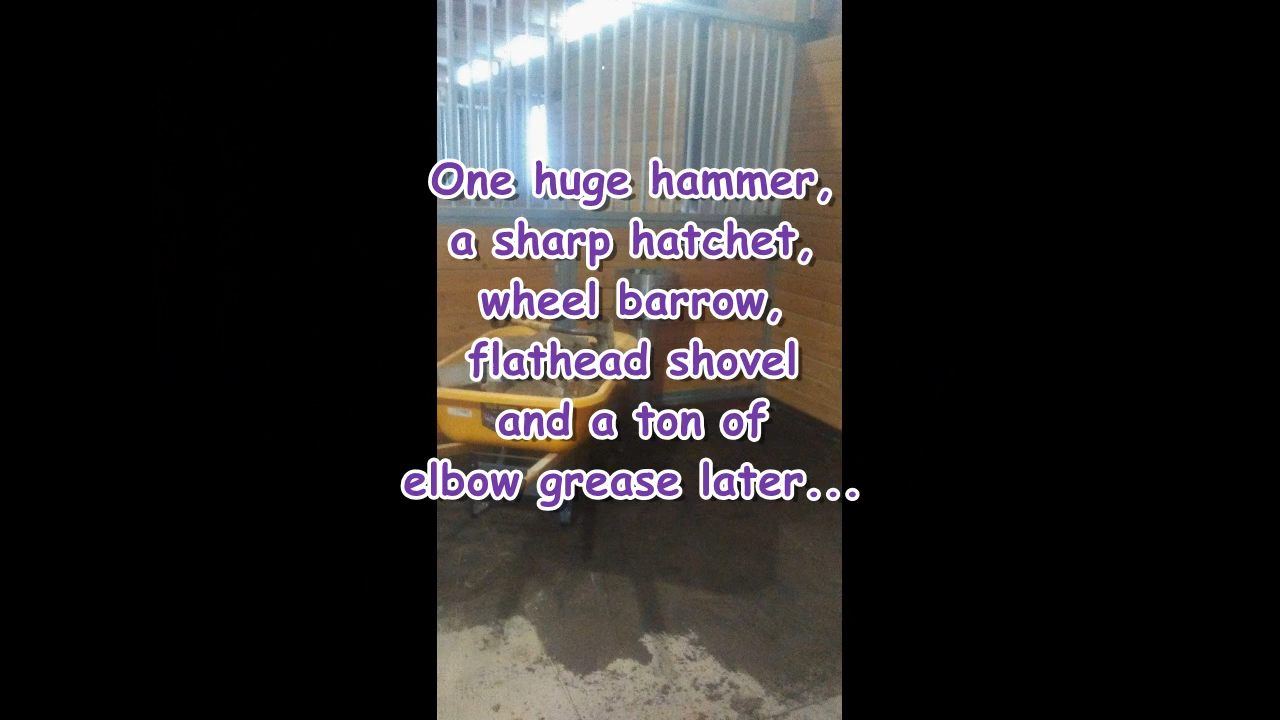 One huge hammer,
a sharp hatchet,
wheel barrow,
flathead shovel
and a ton of
elbow grease later...